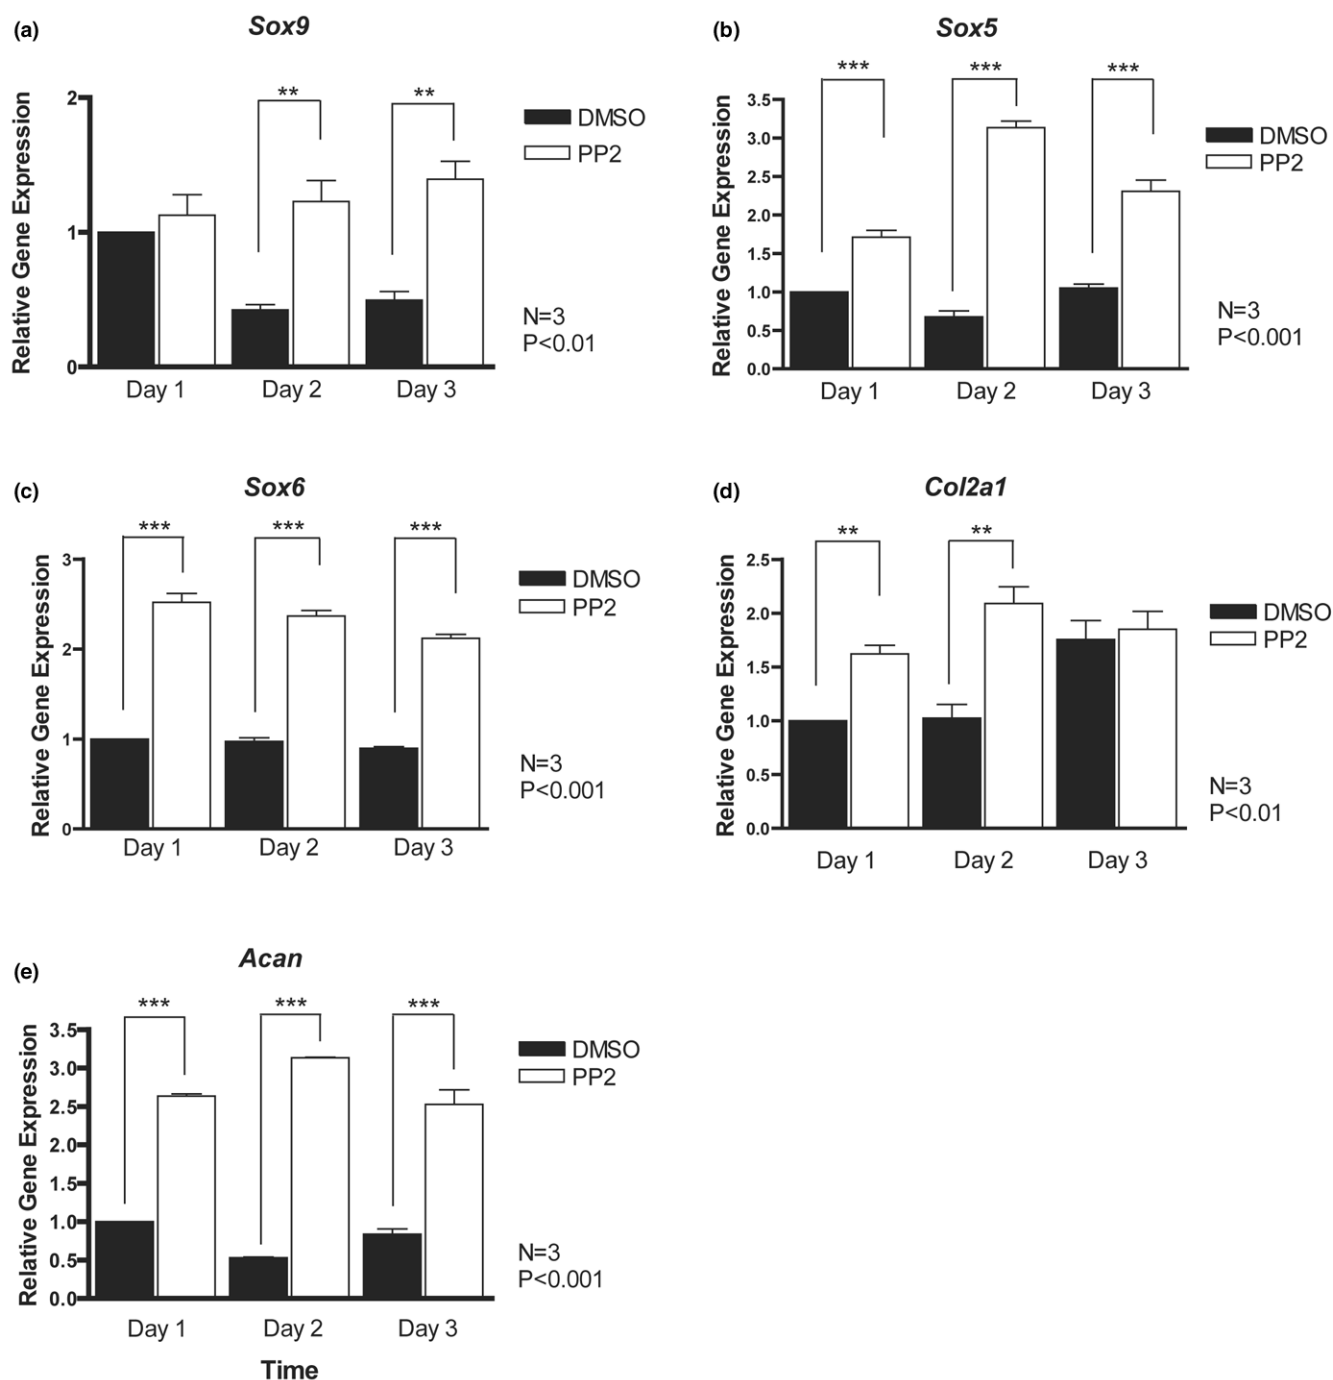 (a) Sox9
Relative Gene Expression
2
1
0
** **
DMSO
PP2
N=3
P<0.01
Day 1 Day 2 Day 3
(b) Sox5
Relative Gene Expression
3.5
3.0
2.5
2.0
1.5
1.0
0.5
0.0
*** *** ***
DMSO
PP2
N=3
P<0.001
Day 1 Day 2 Day 3
(c) Sox6
Relative Gene Expression
3
2
1
0
*** *** ***
DMSO
PP2
N=3
P<0.001
Day 1 Day 2 Day 3
(d) Col2a1
Relative Gene Expression
2.5
2.0
1.5
1.0
0.5
0.0
** **
DMSO
PP2
N=3
P<0.01
Day 1 Day 2 Day 3
(e) Acan
Relative Gene Expression
3.5
3.0
2.5
2.0
1.5
1.0
0.5
0.0
*** *** ***
DMSO
PP2
N=3
P<0.001
Day 1 Day 2 Day 3
Time